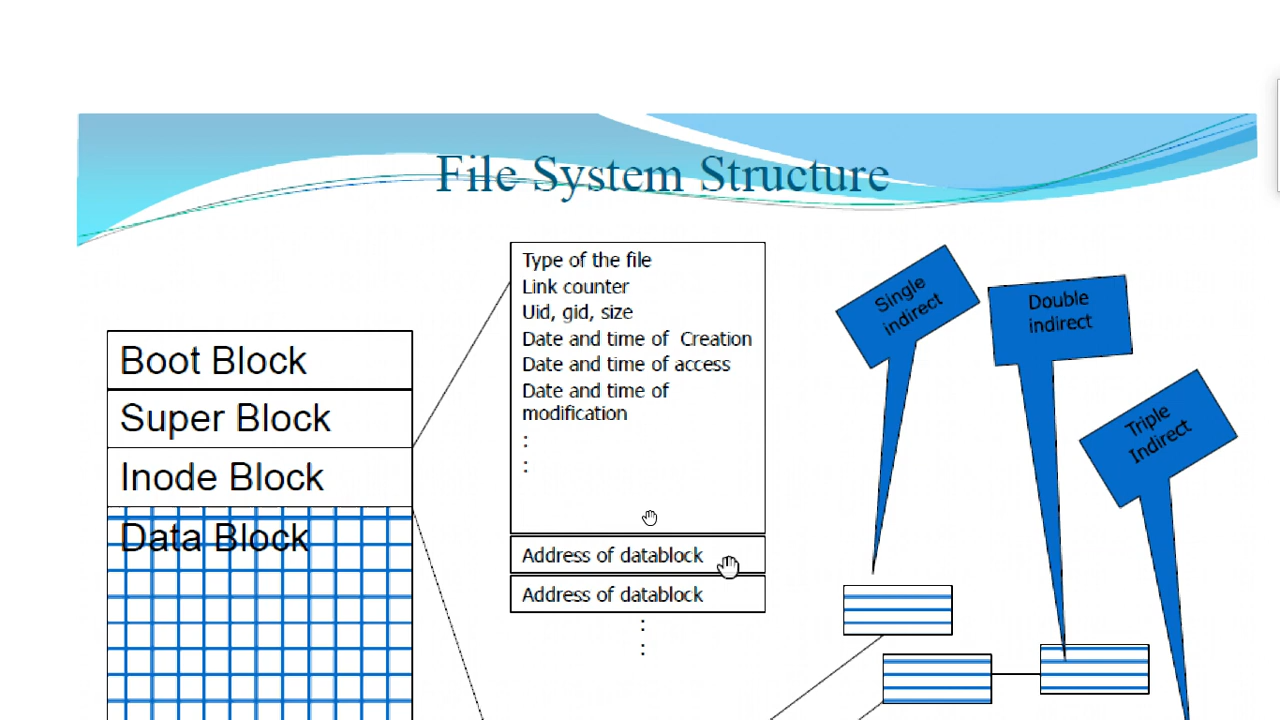 File System Structure
Boot Block
Super Block
Inode Block
Data Block
Type of the file
Link counter
Uid, gid, size
Date and time of Creation
Date and time of access
Date and time of
modification
:
:
Address of datablock
Address of datablock
:
:
Single
indirect
Double
indirect
Triple
Indirect